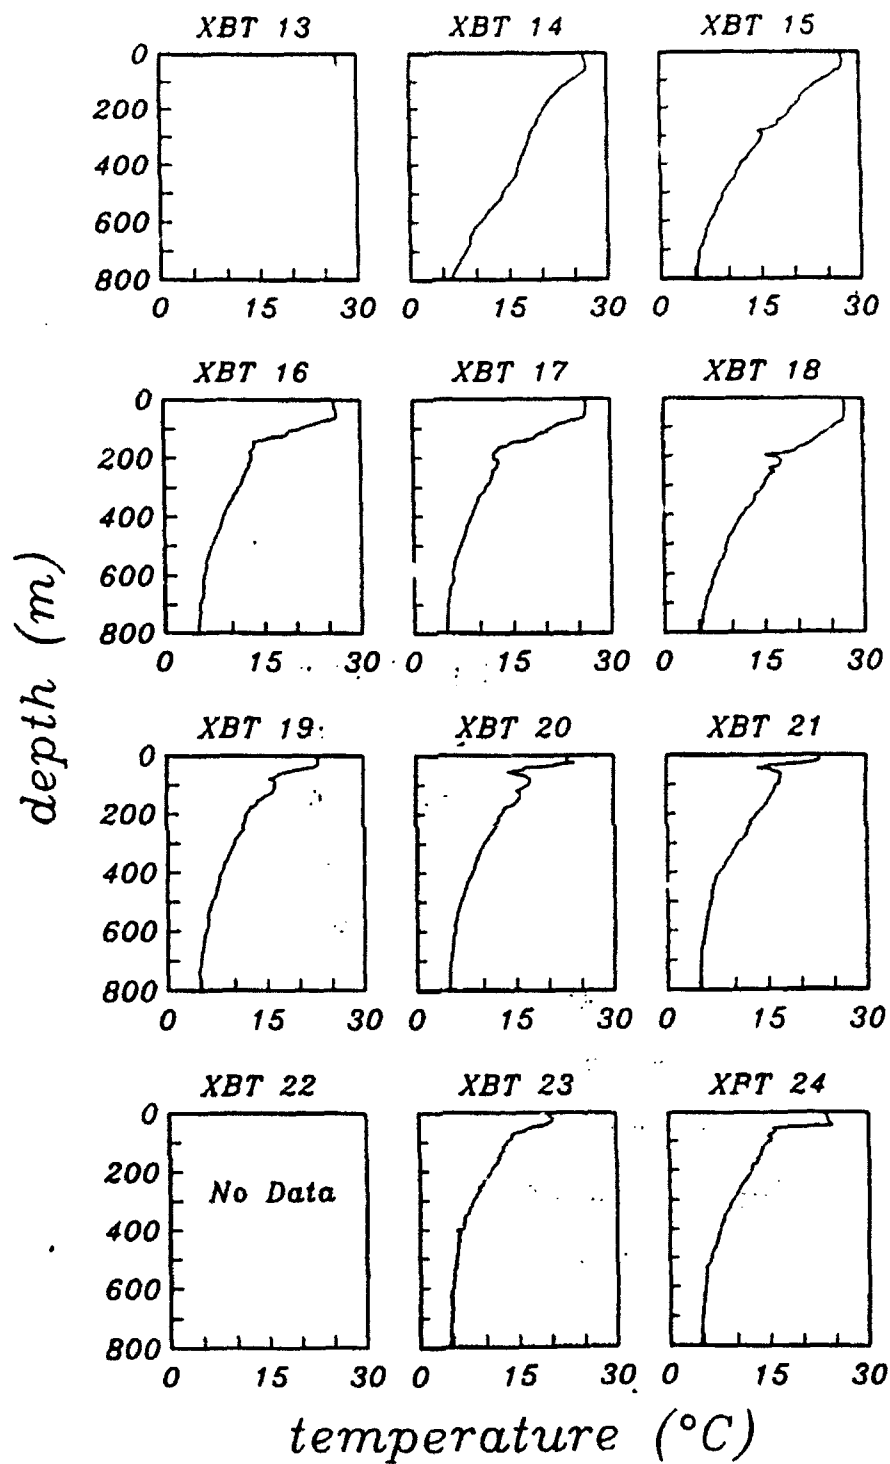 XBT 13 XBT 14 XBT 15
0
200
400
600
800
0 15 30 0 15 30 0 15 30
XBT 16 XBT 17 XBT 18
0
200
400
600
800
0 15 30 0 15 30 0 15 30
depth (m)
XBT 19 XBT 20 XBT 21
0
200
400
600
800
0 15 30 0 15 30 0 15 30
XBT 22 XBT 23 XBT 24
0
200
No Data
400
600
800
0 15 30 0 15 30 0 15 30
temperature (°C)